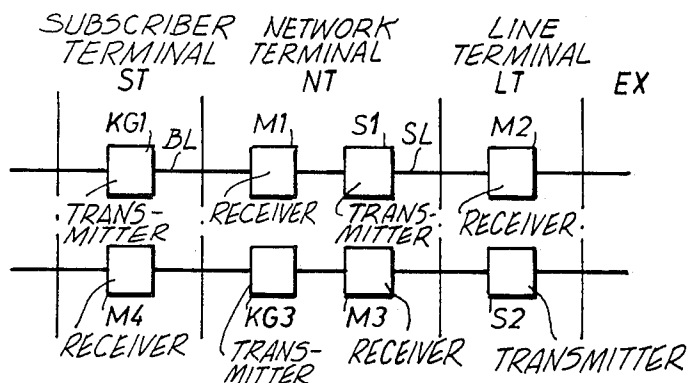 SUBSCRIBER TERMINAL ST
NETWORK TERMINAL NT
LINE TERMINAL LT
EX
KG1
BL
M1
S1
SL
M2
TRANS-
MITTER
RECEIVER
TRANS-
MITTER
RECEIVER
M4
KG3
M3
S2
RECEIVER
TRANS-
MITTER
RECEIVER
TRANSMITTER